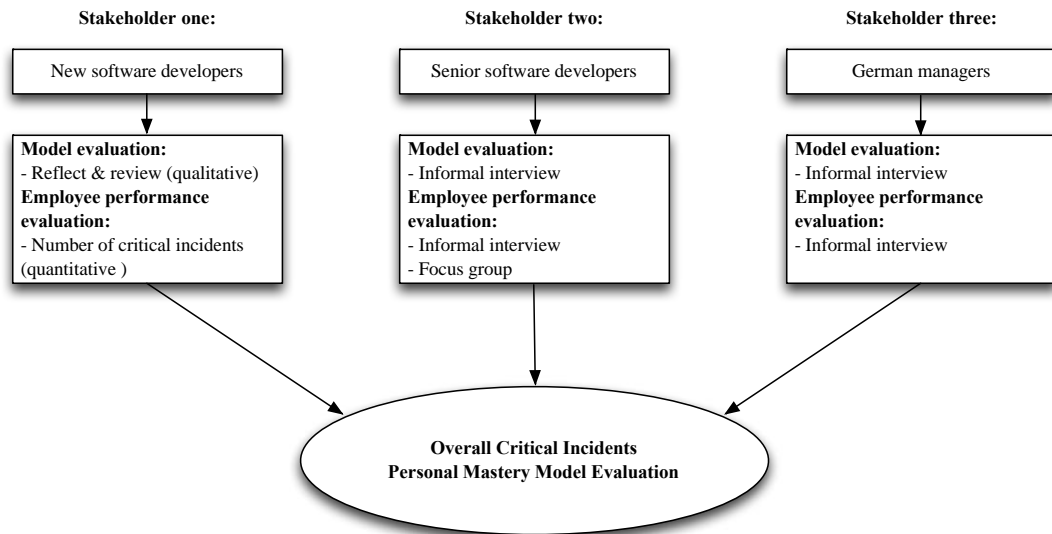 Stakeholder one:
Stakeholder two:
Stakeholder three:
New software developers
Senior software developers
German managers
Model evaluation:
- Reflect & review (qualitative)
Employee performance
evaluation:
- Number of critical incidents
(quantitative )
Model evaluation:
- Informal interview
Employee performance
evaluation:
- Informal interview
- Focus group
Model evaluation:
- Informal interview
Employee performance
evaluation:
- Informal interview
Overall Critical Incidents
Personal Mastery Model Evaluation